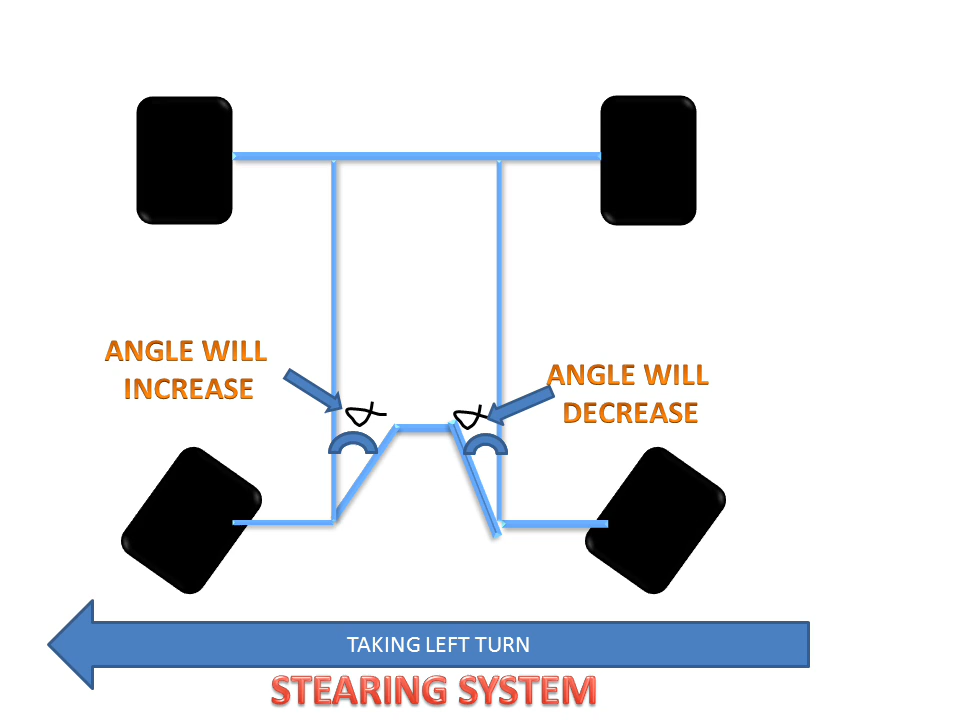 ANGLE WILL
INCREASE
ANGLE WILL
DECREASE
TAKING LEFT TURN
STEARING SYSTEM